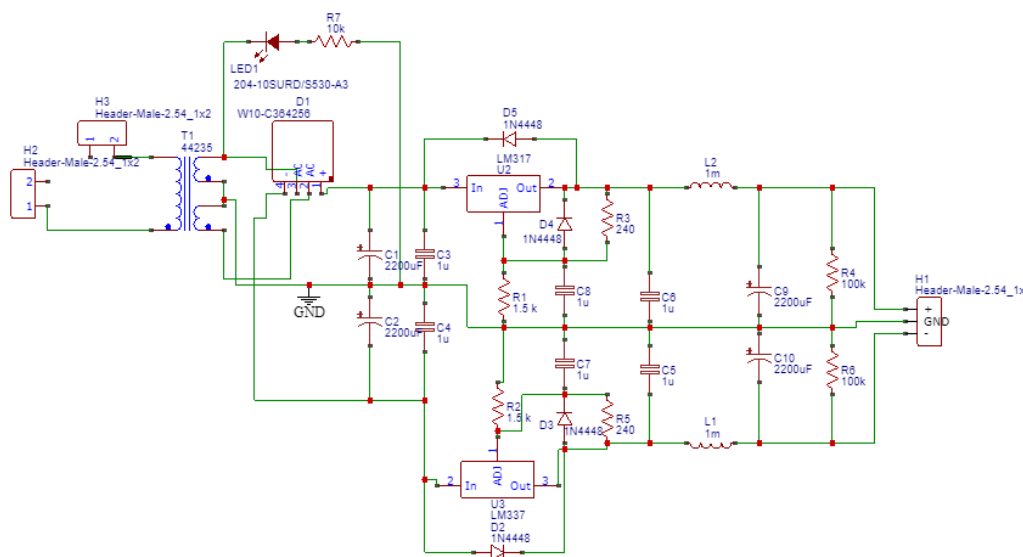 R7
10k
LED1
204-10SURD/S530-A3
H3
Header-Male-2.54_1x2
D1
W10-C364256
1
2
T1
44235
H2
Header-Male-2.54_1x2
2
1
-
AC
AC
+
4
3
2
1
D5
1N4448
LM317
U2
3
In
Out
2
ADJ
1
D4
1N4448
R3
240
L2
1m
C1
2200uF
C3
1u
GND
C2
2200uF
C4
1u
R1
1.5 k
C8
1u
C6
1u
C9
2200uF
R4
100k
H1
Header-Male-2.54_1x
+
GND
-
C7
1u
C5
1u
C10
2200uF
R6
100k
R2
1.5 k
D3
1N4448
R5
240
L1
1m
1
ADJ
2
In
Out
3
U3
LM337
D2
1N4448